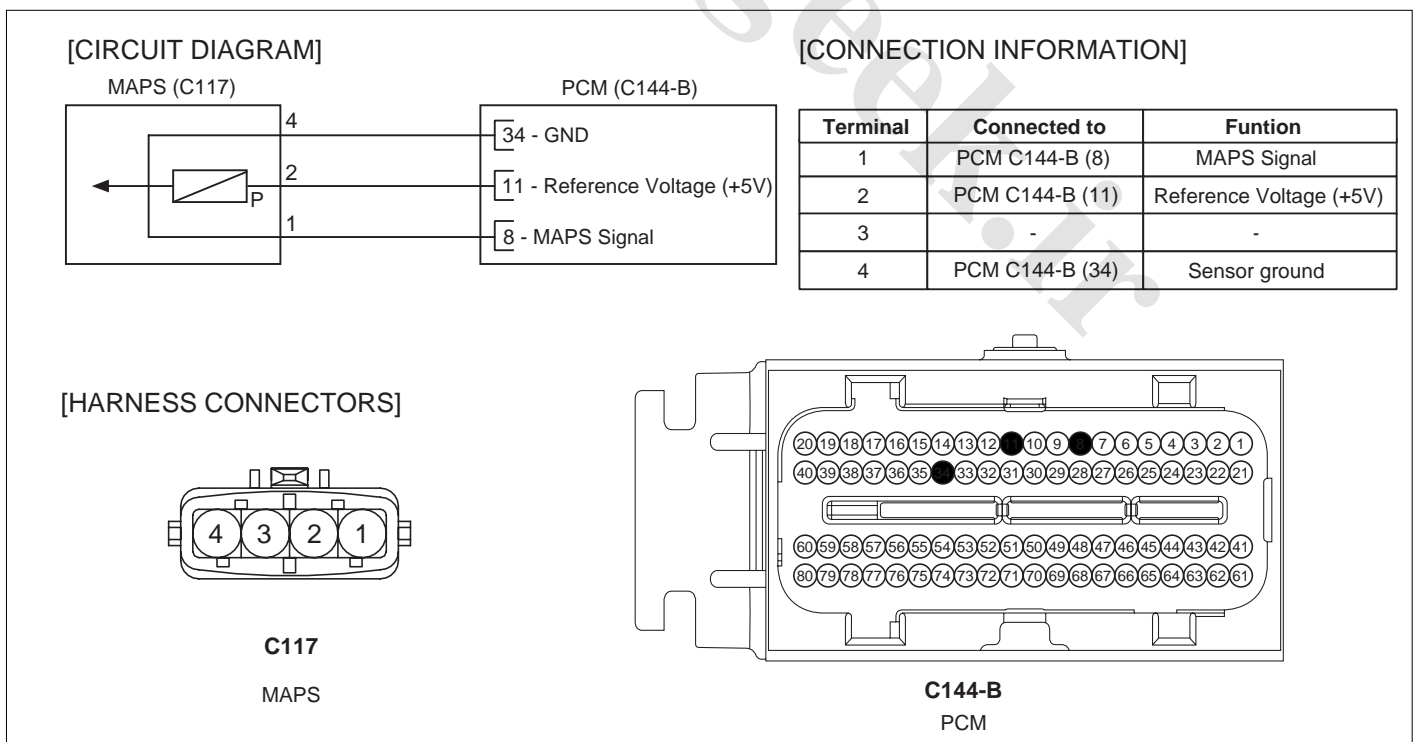 [CIRCUIT DIAGRAM]
MAPS (C117)
PCM (C144-B)
4
34 - GND
2
11 - Reference Voltage (+5V)
P
1
8 - MAPS Signal
[CONNECTION INFORMATION]
Terminal Connected to Funtion
1 PCM C144-B (8) MAPS Signal
2 PCM C144-B (11) Reference Voltage (+5V)
3 - -
4 PCM C144-B (34) Sensor ground
[HARNESS CONNECTORS]
4 3 2 1
C117
MAPS
20 19 18 17 16 15 14 13 12 11 10 9 8 7 6 5 4 3 2 1
40 39 38 37 36 35 34 33 32 31 30 29 28 27 26 25 24 23 22 21
60 59 58 57 56 55 54 53 52 51 50 49 48 47 46 45 44 43 42 41
80 79 78 77 76 75 74 73 72 71 70 69 68 67 66 65 64 63 62 61
C144-B
PCM